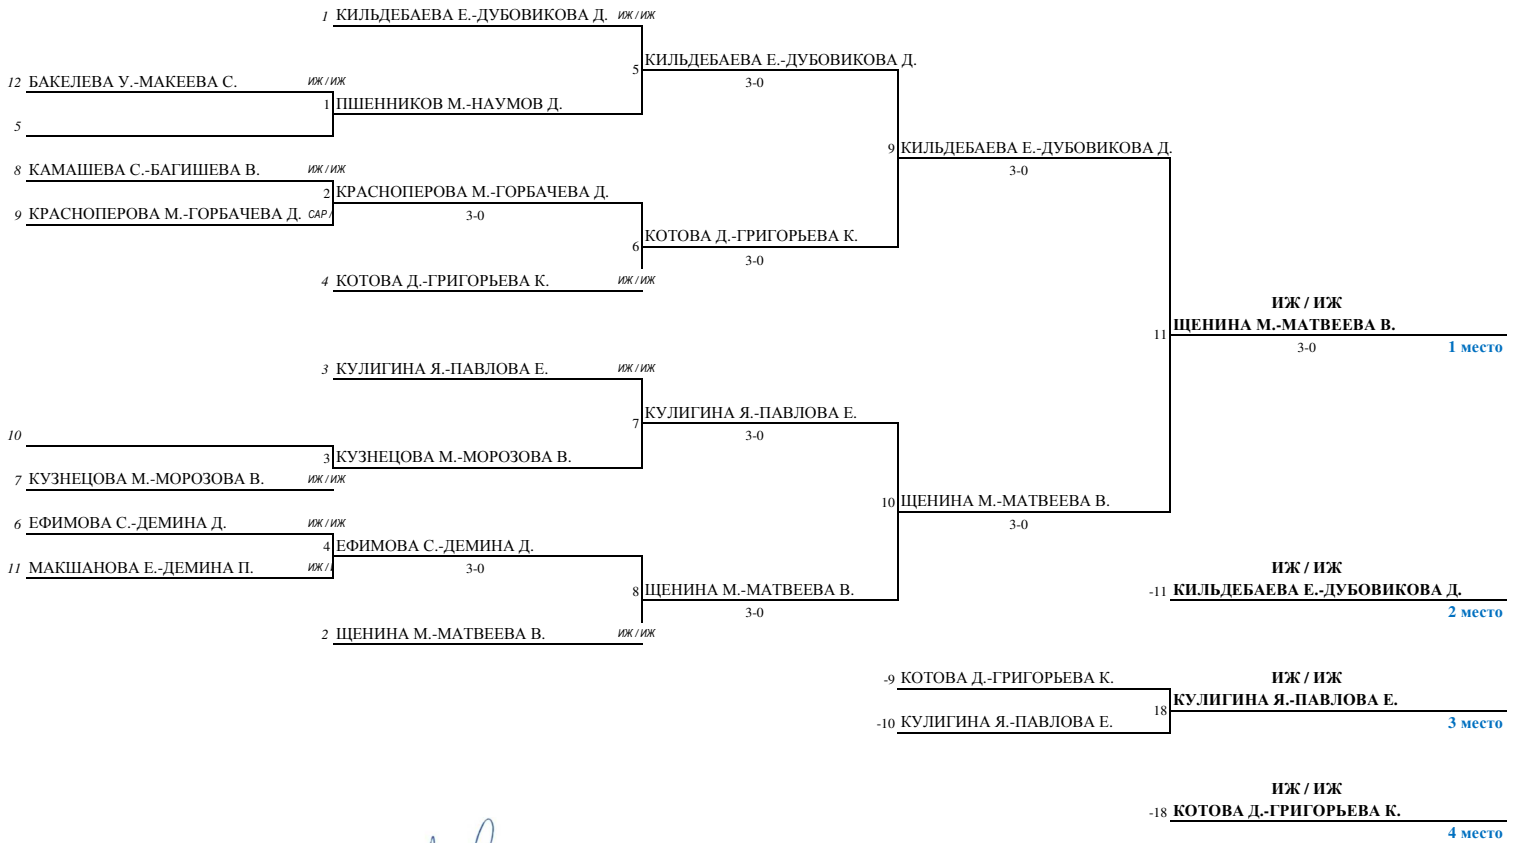 1 КИЛЬДЕБАЕВА Е.-ДУБОВИКОВА Д. ИЖ / ИЖ
КИЛЬДЕБАЕВА Е.-ДУБОВИКОВА Д.
5
12 БАКЕЛЕВА У.-МАКЕЕВА С. ИЖ / ИЖ
3-0
1 ПШЕННИКОВ М.-НАУМОВ Д.
5
9 КИЛЬДЕБАЕВА Е.-ДУБОВИКОВА Д.
8 КАМАШЕВА С.-БАГИШЕВА В. ИЖ / ИЖ
3-0
2 КРАСНОПЕРОВА М.-ГОРБАЧЕВА Д.
9 КРАСНОПЕРОВА М.-ГОРБАЧЕВА Д. САР /
3-0
6 КОТОВА Д.-ГРИГОРЬЕВА К.
3-0
4 КОТОВА Д.-ГРИГОРЬЕВА К. ИЖ / ИЖ
ИЖ / ИЖ
11 ЩЕНИНА М.-МАТВЕЕВА В.
3-0 1 место
3 КУЛИГИНА Я.-ПАВЛОВА Е. ИЖ / ИЖ
7 КУЛИГИНА Я.-ПАВЛОВА Е.
10
3-0
3 КУЗНЕЦОВА М.-МОРОЗОВА В.
7 КУЗНЕЦОВА М.-МОРОЗОВА В. ИЖ / ИЖ
10 ЩЕНИНА М.-МАТВЕЕВА В.
6 ЕФИМОВА С.-ДЕМИНА Д. ИЖ / ИЖ
3-0
4 ЕФИМОВА С.-ДЕМИНА Д.
11 МАКШАНОВА Е.-ДЕМИНА П. ИЖ /
3-0
ИЖ / ИЖ
8 ЩЕНИНА М.-МАТВЕЕВА В.
-11 КИЛЬДЕБАЕВА Е.-ДУБОВИКОВА Д.
3-0
2 место
2 ЩЕНИНА М.-МАТВЕЕВА В. ИЖ / ИЖ
-9 КОТОВА Д.-ГРИГОРЬЕВА К.
ИЖ / ИЖ
18 КУЛИГИНА Я.-ПАВЛОВА Е.
-10 КУЛИГИНА Я.-ПАВЛОВА Е.
3 место
ИЖ / ИЖ
-18 КОТОВА Д.-ГРИГОРЬЕВА К.
4 место